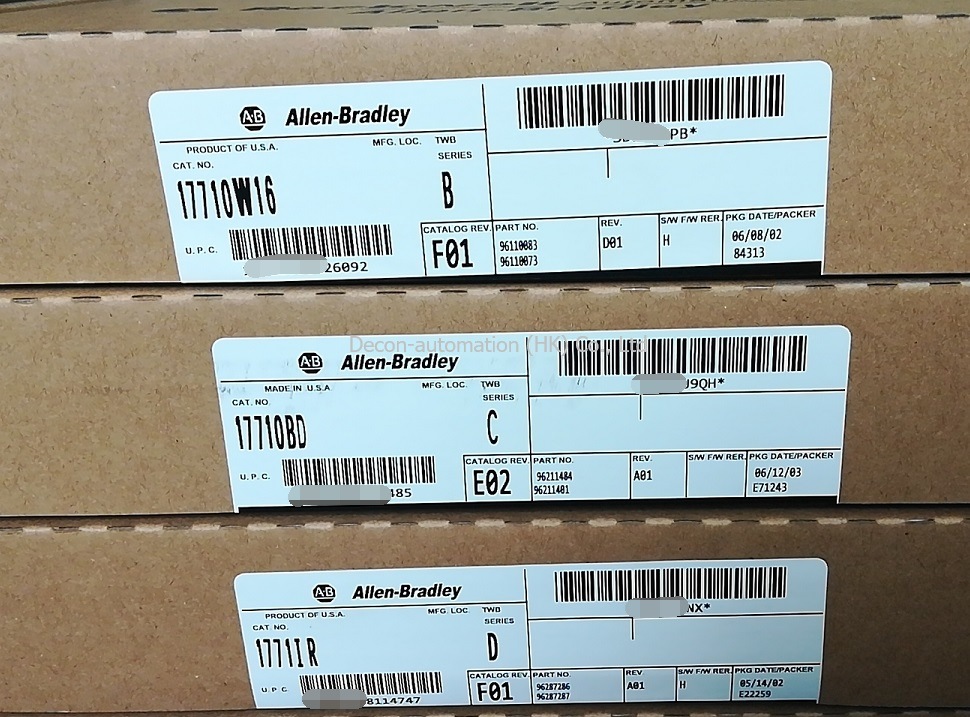 A·B Allen-Bradley
PB*
PRODUCT OF U.S.A. MFG. LOC. TWB
CAT. NO. SERIES
1771OW16 B
U.P.C. 26092
CATALOG REV. PART NO. REV. S/W F/W RER. PKG DATE/PACKER
F01 96110083 D01 H 06/08/02
96110073 84313
Decon-automation (HK) Co., Ltd
A·B Allen-Bradley
J9QH*
MADE IN U.S.A. MFG. LOC. TWB
CAT. NO. SERIES
1771OBD C
U.P.C. 485
CATALOG REV. PART NO. REV. S/W F/W RER. PKG DATE/PACKER
E02 96211484 A01 06/12/03
96211401 E71243
A·B Allen-Bradley
NX*
PRODUCT OF U.S.A. MFG. LOC. TWB
CAT. NO. SERIES
1771IR D
U.P.C. 8114747
CATALOG REV. PART NO. REV S/W F/W RER. PKG DATE/PACKER
F01 96287286 A01 H 05/14/02
96287287 E22259